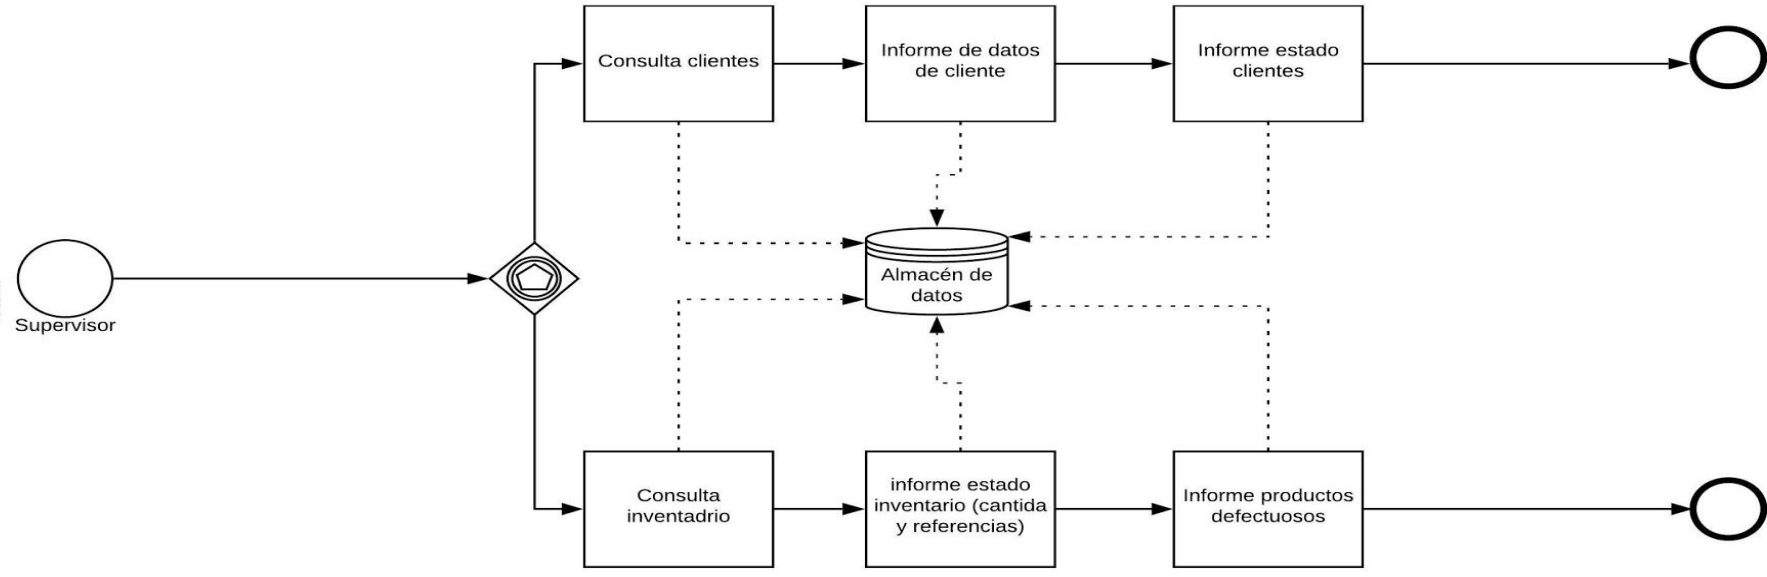 Consulta clientes
Informe de datos
de cliente
Informe estado
clientes
Almacén de
datos
Supervisor
Consulta
inventadrio
informe estado
inventario (cantida
y referencias)
Informe productos
defectuosos